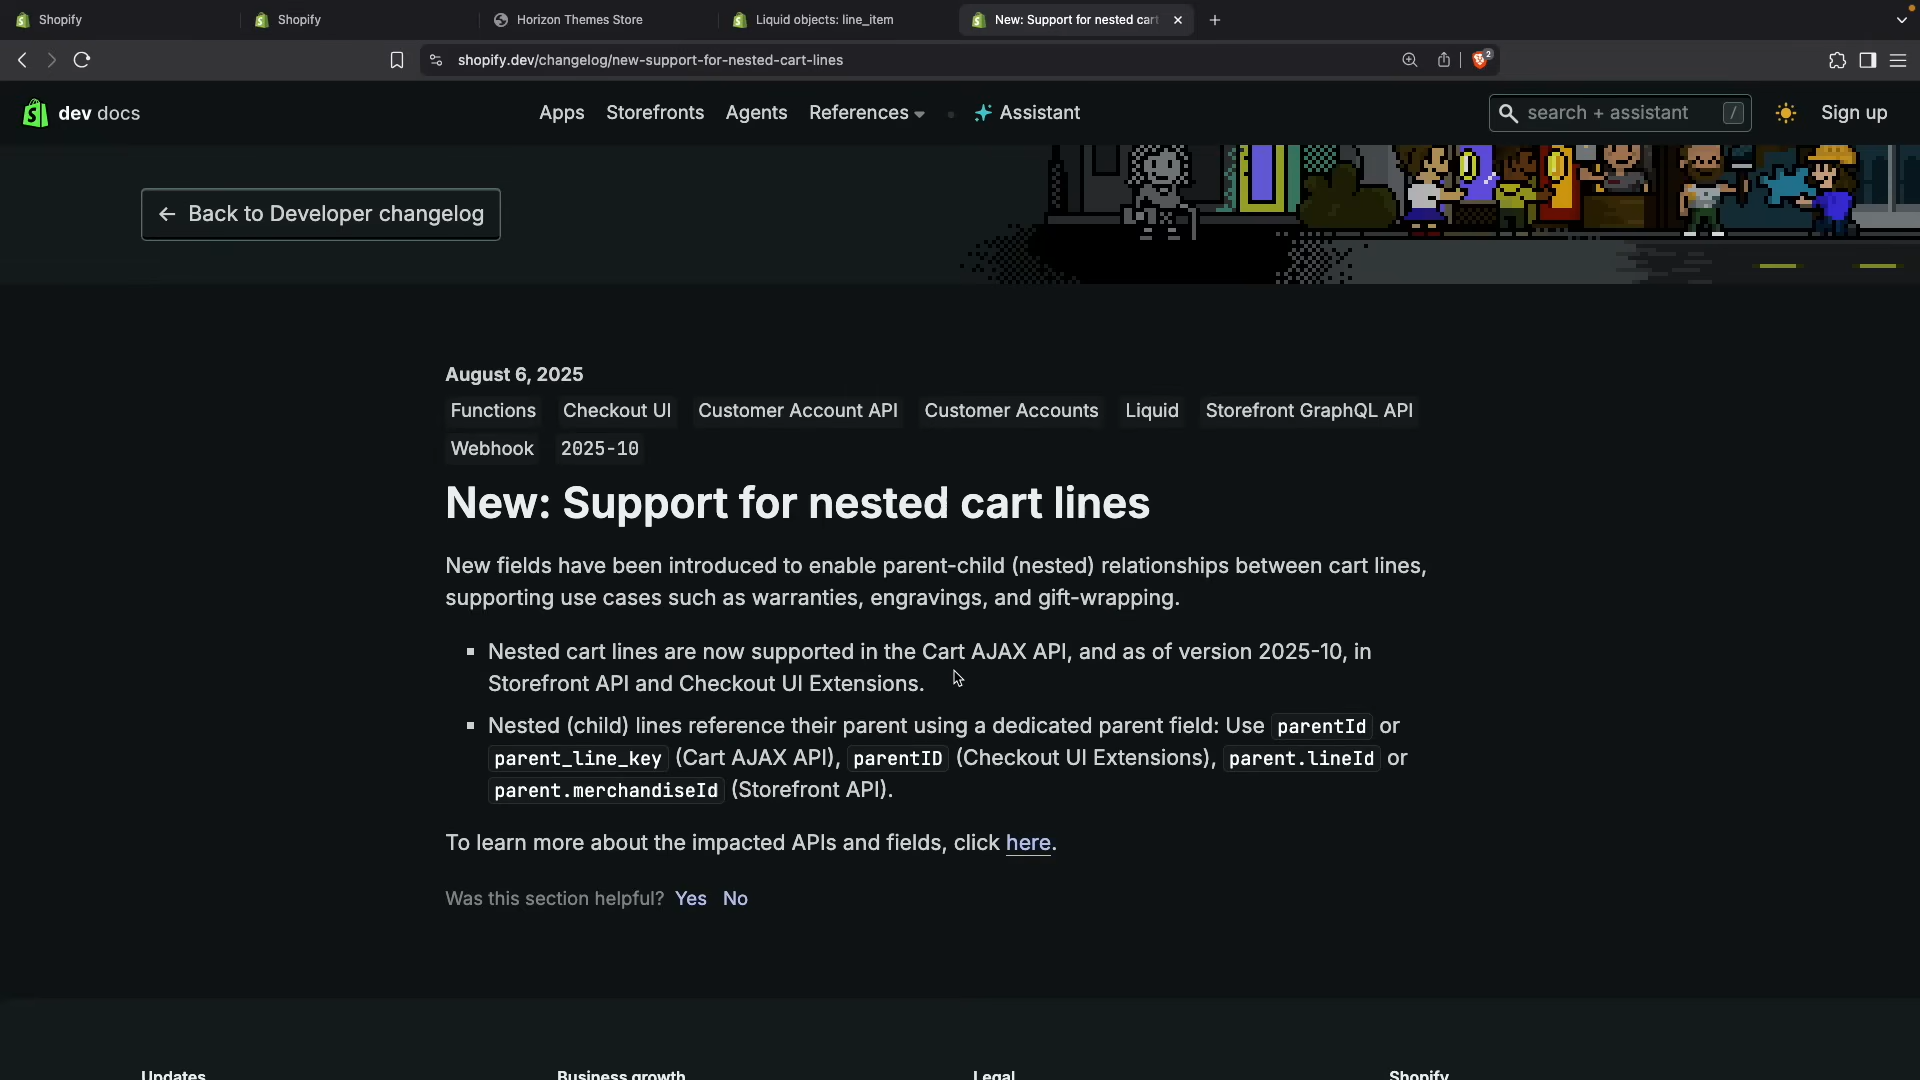 Shopify
Shopify
Horizon Themes Store
Liquid objects: line_item
New: Support for nested cart
shopify.dev/changelog/new-support-for-nested-cart-lines
2
dev docs
Apps
Storefronts
Agents
References
Assistant
search + assistant
/
Sign up
← Back to Developer changelog
August 6, 2025
Functions Checkout UI Customer Account API Customer Accounts Liquid Storefront GraphQL API
Webhook 2025-10
New: Support for nested cart lines
New fields have been introduced to enable parent-child (nested) relationships between cart lines,
supporting use cases such as warranties, engravings, and gift-wrapping.
Nested cart lines are now supported in the Cart AJAX API, and as of version 2025-10, in
Storefront API and Checkout UI Extensions.
Nested (child) lines reference their parent using a dedicated parent field: Use parentId or
parent_line_key (Cart AJAX API), parentID (Checkout UI Extensions), parent.lineId or
parent.merchandiseId (Storefront API).
To learn more about the impacted APIs and fields, click here.
Was this section helpful? Yes No
Updates
Business growth
Legal
Shopify